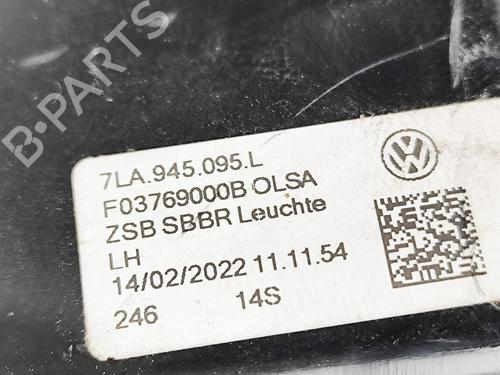 B-PARTS
7LA.945.095.L
F03769000B OLSA
ZSB SBBR Leuchte
LH
14/02/2022 11.11.54
246 14S